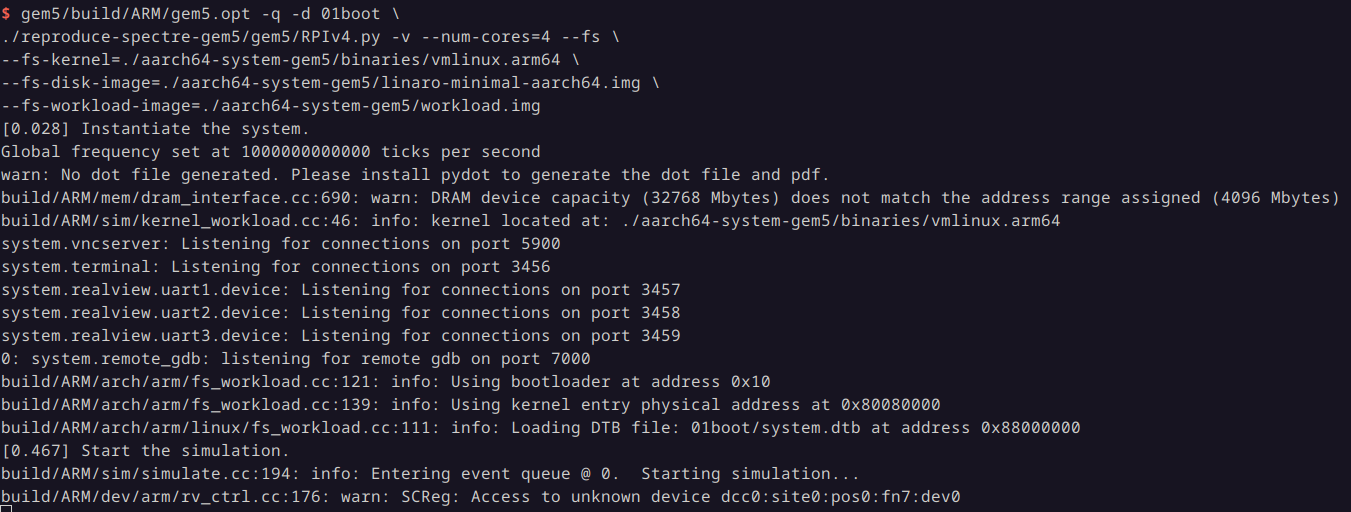 $ gem5/build/ARM/gem5.opt -q -d 01boot \
./reproduce-spectre-gem5/gem5/RPIv4.py -v --num-cores=4 --fs \
--fs-kernel=./aarch64-system-gem5/binaries/vmlinux.arm64 \
--fs-disk-image=./aarch64-system-gem5/linaro-minimal-aarch64.img \
--fs-workload-image=./aarch64-system-gem5/workload.img
[0.028] Instantiate the system.
Global frequency set at 1000000000000 ticks per second
warn: No dot file generated. Please install pydot to generate the dot file and pdf.
build/ARM/mem/dram_interface.cc:690: warn: DRAM device capacity (32768 Mbytes) does not match the address range assigned (4096 Mbytes)
build/ARM/sim/kernel_workload.cc:46: info: kernel located at: ./aarch64-system-gem5/binaries/vmlinux.arm64
system.vncserver: Listening for connections on port 5900
system.terminal: Listening for connections on port 3456
system.realview.uart1.device: Listening for connections on port 3457
system.realview.uart2.device: Listening for connections on port 3458
system.realview.uart3.device: Listening for connections on port 3459
0: system.remote_gdb: listening for remote gdb on port 7000
build/ARM/arch/arm/fs_workload.cc:121: info: Using bootloader at address 0x10
build/ARM/arch/arm/fs_workload.cc:139: info: Using kernel entry physical address at 0x80080000
build/ARM/arch/arm/linux/fs_workload.cc:111: info: Loading DTB file: 01boot/system.dtb at address 0x88000000
[0.467] Start the simulation.
build/ARM/sim/simulate.cc:194: info: Entering event queue @ 0.  Starting simulation...
build/ARM/dev/arm/rv_ctrl.cc:176: warn: SCReg: Access to unknown device dcc0:site0:pos0:fn7:dev0